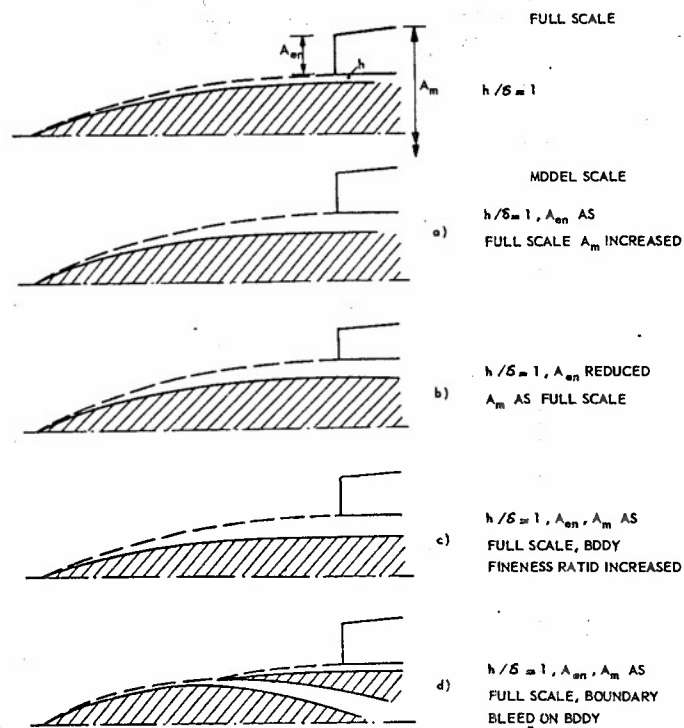 FULL SCALE
A_en
h
A_m
h/δ = 1
MODEL SCALE
a)
h/δ = 1, A_en AS
FULL SCALE A_m INCREASED
b)
h/δ = 1, A_en REDUCED
A_m AS FULL SCALE
c)
h/δ = 1, A_en, A_m AS
FULL SCALE, BODY
FINENESS RATIO INCREASED
d)
h/δ = 1, A_en, A_m AS
FULL SCALE, BOUNDARY
BLEED ON BODY